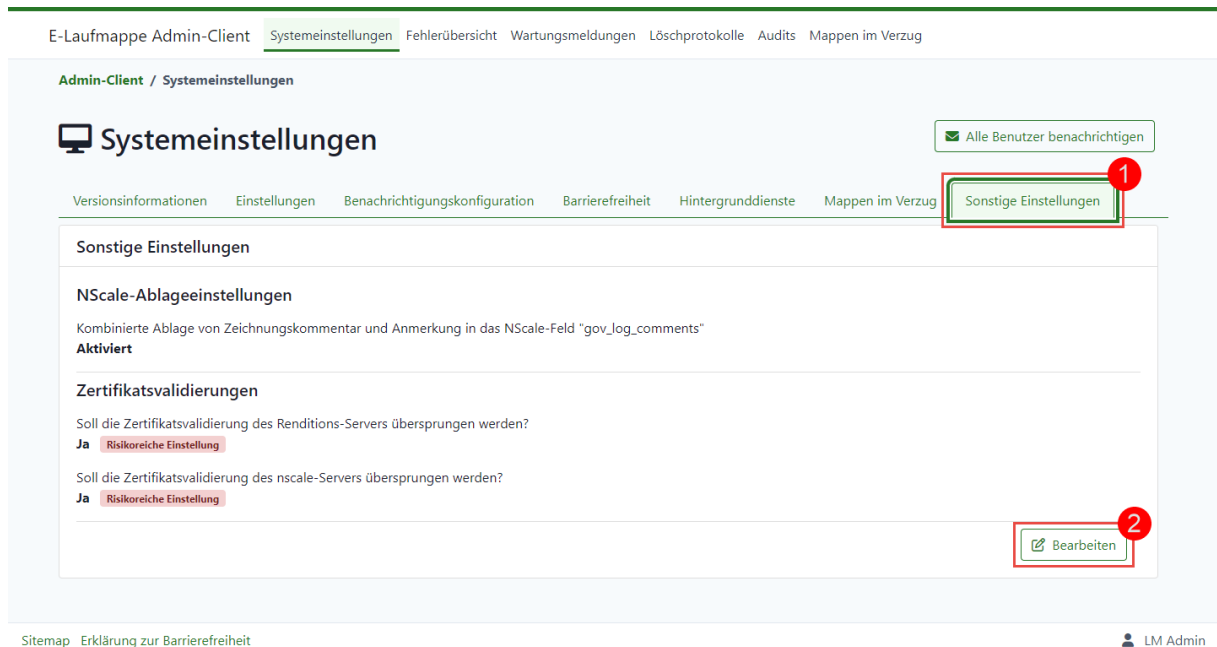 E-Laufmappe Admin-Client Systemeinstellungen Fehlerübersicht Wartungsmeldungen Löschprotokolle Audits Mappen im Verzug
Admin-Client / Systemeinstellungen
Systemeinstellungen
Alle Benutzer benachrichtigen
1
Versionsinformationen Einstellungen Benachrichtigungskonfiguration Barrierefreiheit Hintergrunddienste Mappen im Verzug Sonstige Einstellungen
Sonstige Einstellungen
NScale-Ablageeinstellungen
Kombinierte Ablage von Zeichnungskommentar und Anmerkung in das NScale-Feld "gov_log_comments"
Aktiviert
Zertifikatsvalidierungen
Soll die Zertifikatsvalidierung des Renditions-Servers übersprungen werden?
Ja Risikoreiche Einstellung
Soll die Zertifikatsvalidierung des nscale-Servers übersprungen werden?
Ja Risikoreiche Einstellung
2
Bearbeiten
Sitemap Erklärung zur Barrierefreiheit LM Admin